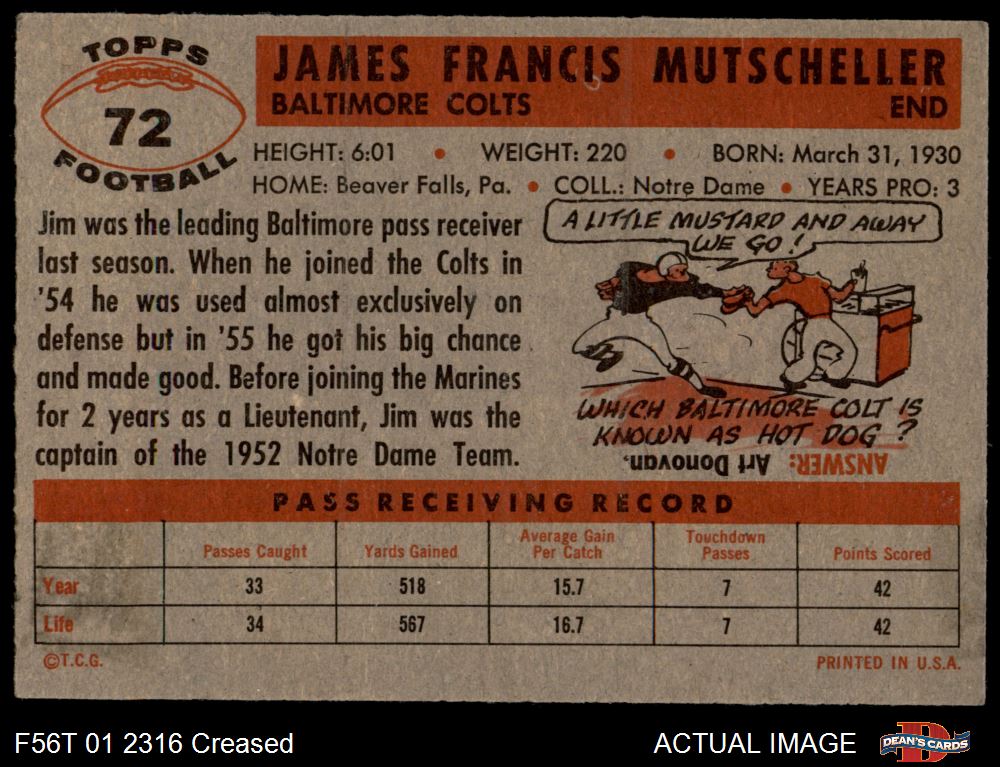 TOPPS
72
FOOTBALL
JAMES FRANCIS MUTSCHELLER
BALTIMORE COLTS END
HEIGHT: 6:01 • WEIGHT: 220 • BORN: March 31, 1930
HOME: Beaver Falls, Pa. • COLL.: Notre Dame • YEARS PRO: 3
Jim was the leading Baltimore pass receiver
last season. When he joined the Colts in
'54 he was used almost exclusively on
defense but in '55 he got his big chance
and made good. Before joining the Marines
for 2 years as a Lieutenant, Jim was the
captain of the 1952 Notre Dame Team.
A LITTLE MUSTARD AND AWAY
WE GO!
WHICH BALTIMORE COLT IS
KNOWN AS HOT DOG?
ANSWER: Art Donovan.
PASS RECEIVING RECORD
Passes Caught Yards Gained Average Gain Per Catch Touchdown Passes Points Scored
Year 33 518 15.7 7 42
Life 34 567 16.7 7 42
©T.C.G. PRINTED IN U.S.A.
F56T 01 2316 Creased ACTUAL IMAGE DEAN'S CARDS